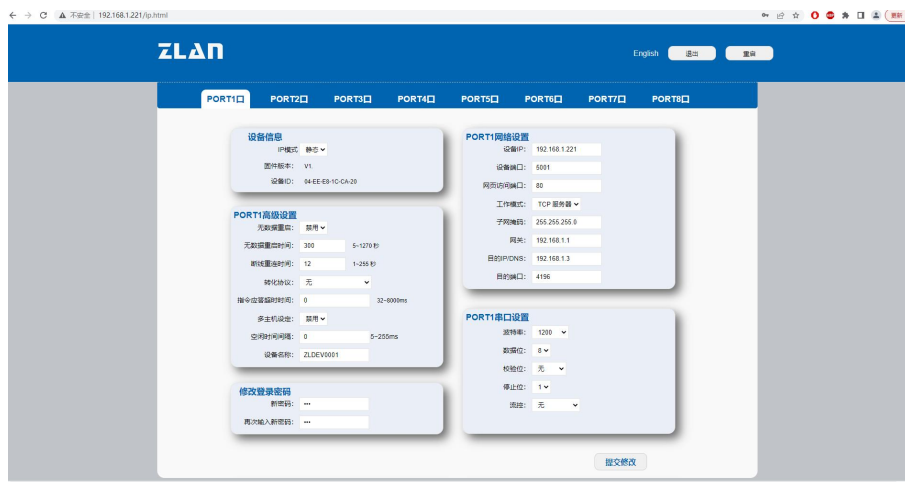 不安全 | 192.168.1.221/ip.html
更新
ZLAN
English 退出 重启
PORT1口 PORT2口 PORT3口 PORT4口 PORT5口 PORT6口 PORT7口 PORT8口
设备信息
IP模式 静态
固件版本: V1.
设备ID: 04-EE-E8-1C-CA-20
PORT1高级设置
无数据重启: 禁用
无数据重启时间: 300 5~1270 秒
断线重连时间: 12 1~255 秒
转化协议: 无
指令应答超时时间: 0 32~8000ms
多主机设定: 禁用
空闲时间间隔: 0 5~255ms
设备名称: ZLDEV0001
修改登录密码
新密码: •••
再次输入新密码: •••
PORT1网络设置
设备IP: 192.168.1.221
设备端口: 5001
网页访问端口: 80
工作模式: TCP 服务器
子网掩码: 255.255.255.0
网关: 192.168.1.1
目的IP/DNS: 192.168.1.3
目的端口: 4196
PORT1串口设置
波特率: 1200
数据位: 8
校验位: 无
停止位: 1
流控: 无
提交修改